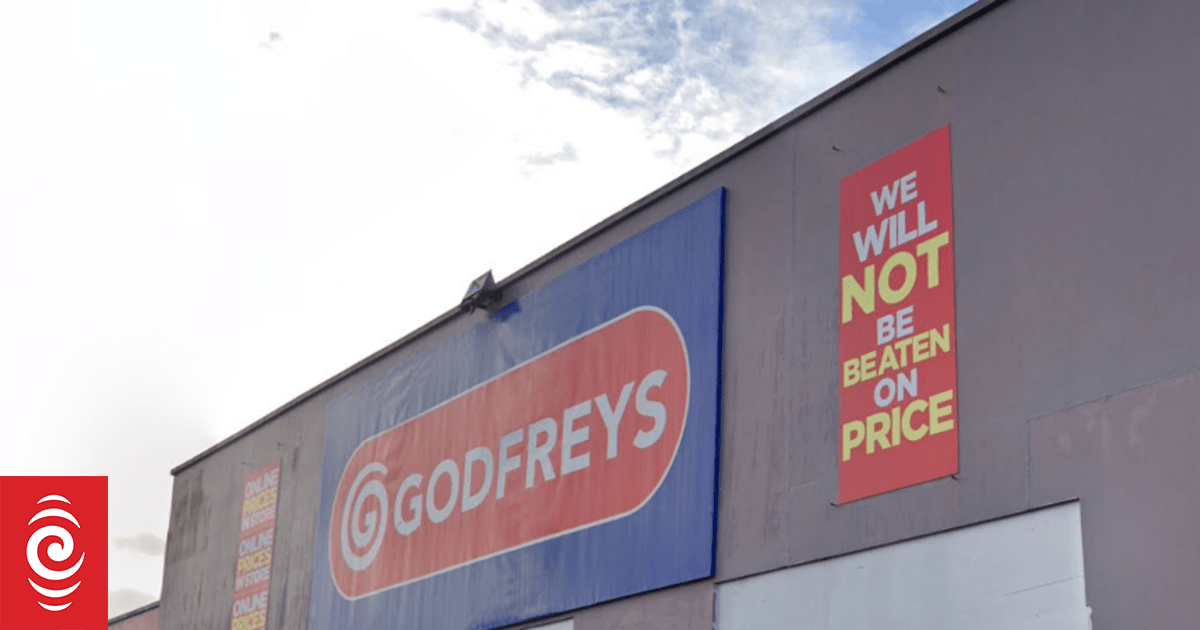 GODFREYS
WE
WILL
NOT
BE
BEATEN
ON
PRICE
ONLINE
PRICES
IN STORE
ONLINE
PRICES
IN STORE
ONLINE
PRICES